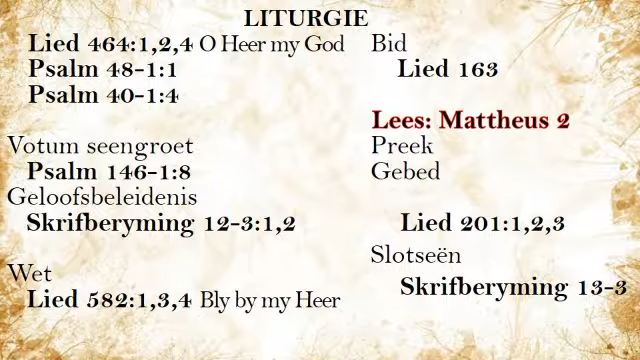 LITURGIE
Lied 464:1,2,4 O Heer my God
Psalm 48-1:1
Psalm 40-1:4
Votum seengroet
Psalm 146-1:8
Geloofsbeleidenis
Skrifberyming 12-3:1,2
Wet
Lied 582:1,3,4 Bly by my Heer
Bid
Lied 163
Lees: Mattheus 2
Preek
Gebed
Lied 201:1,2,3
Slotseën
Skrifberyming 13-3